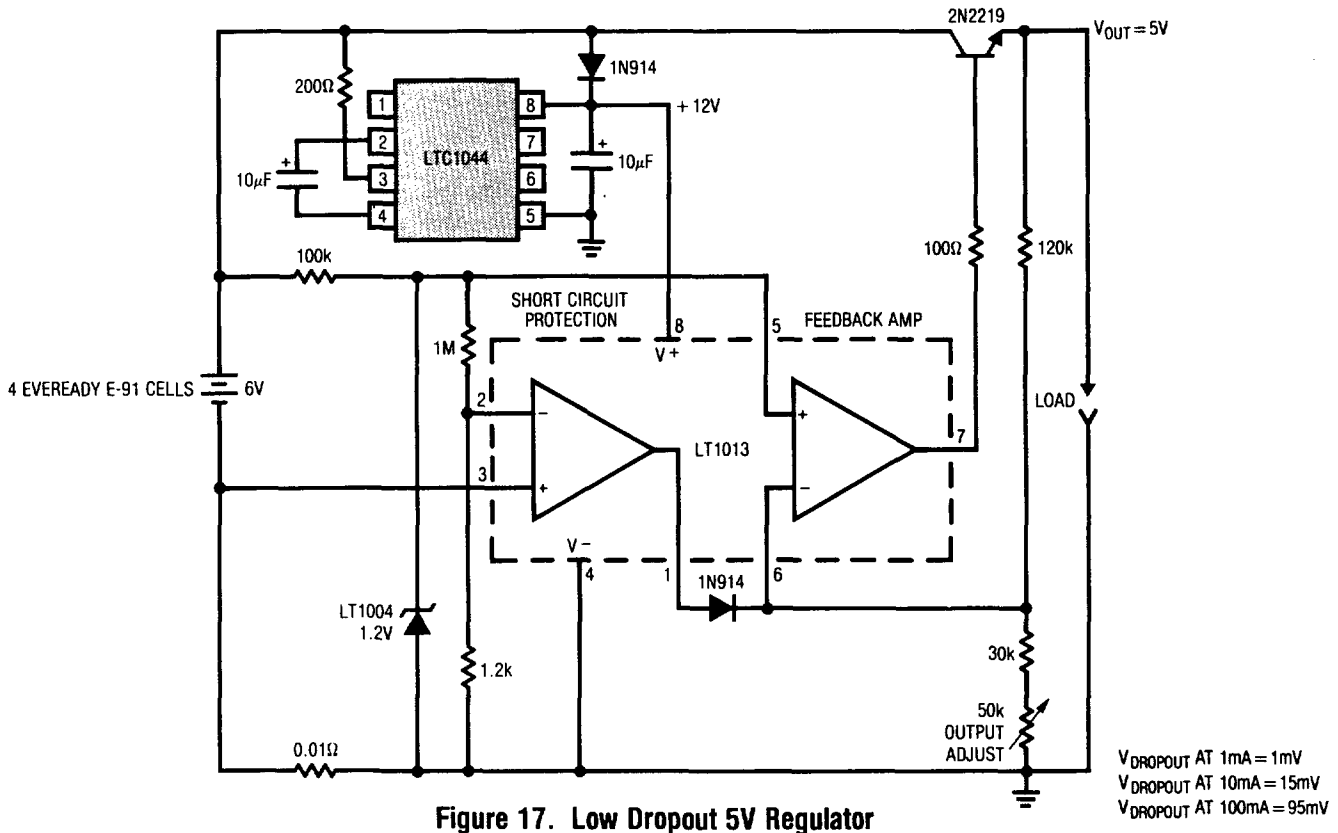 2N2219
V_OUT = 5V
1N914
200Ω
1
2
3
4
LTC1044
8
7
6
5
+12V
+
10µF
+
10µF
100Ω
120k
100k
SHORT CIRCUIT
PROTECTION
8
V+
5
FEEDBACK AMP
1M
4 EVEREADY E-91 CELLS
6V
2
−
3
+
LT1013
+
−
7
LOAD
V−
4
1
6
1N914
LT1004
1.2V
1.2k
30k
50k
OUTPUT
ADJUST
0.01Ω
V_DROPOUT AT 1mA = 1mV
V_DROPOUT AT 10mA = 15mV
V_DROPOUT AT 100mA = 95mV
Figure 17. Low Dropout 5V Regulator